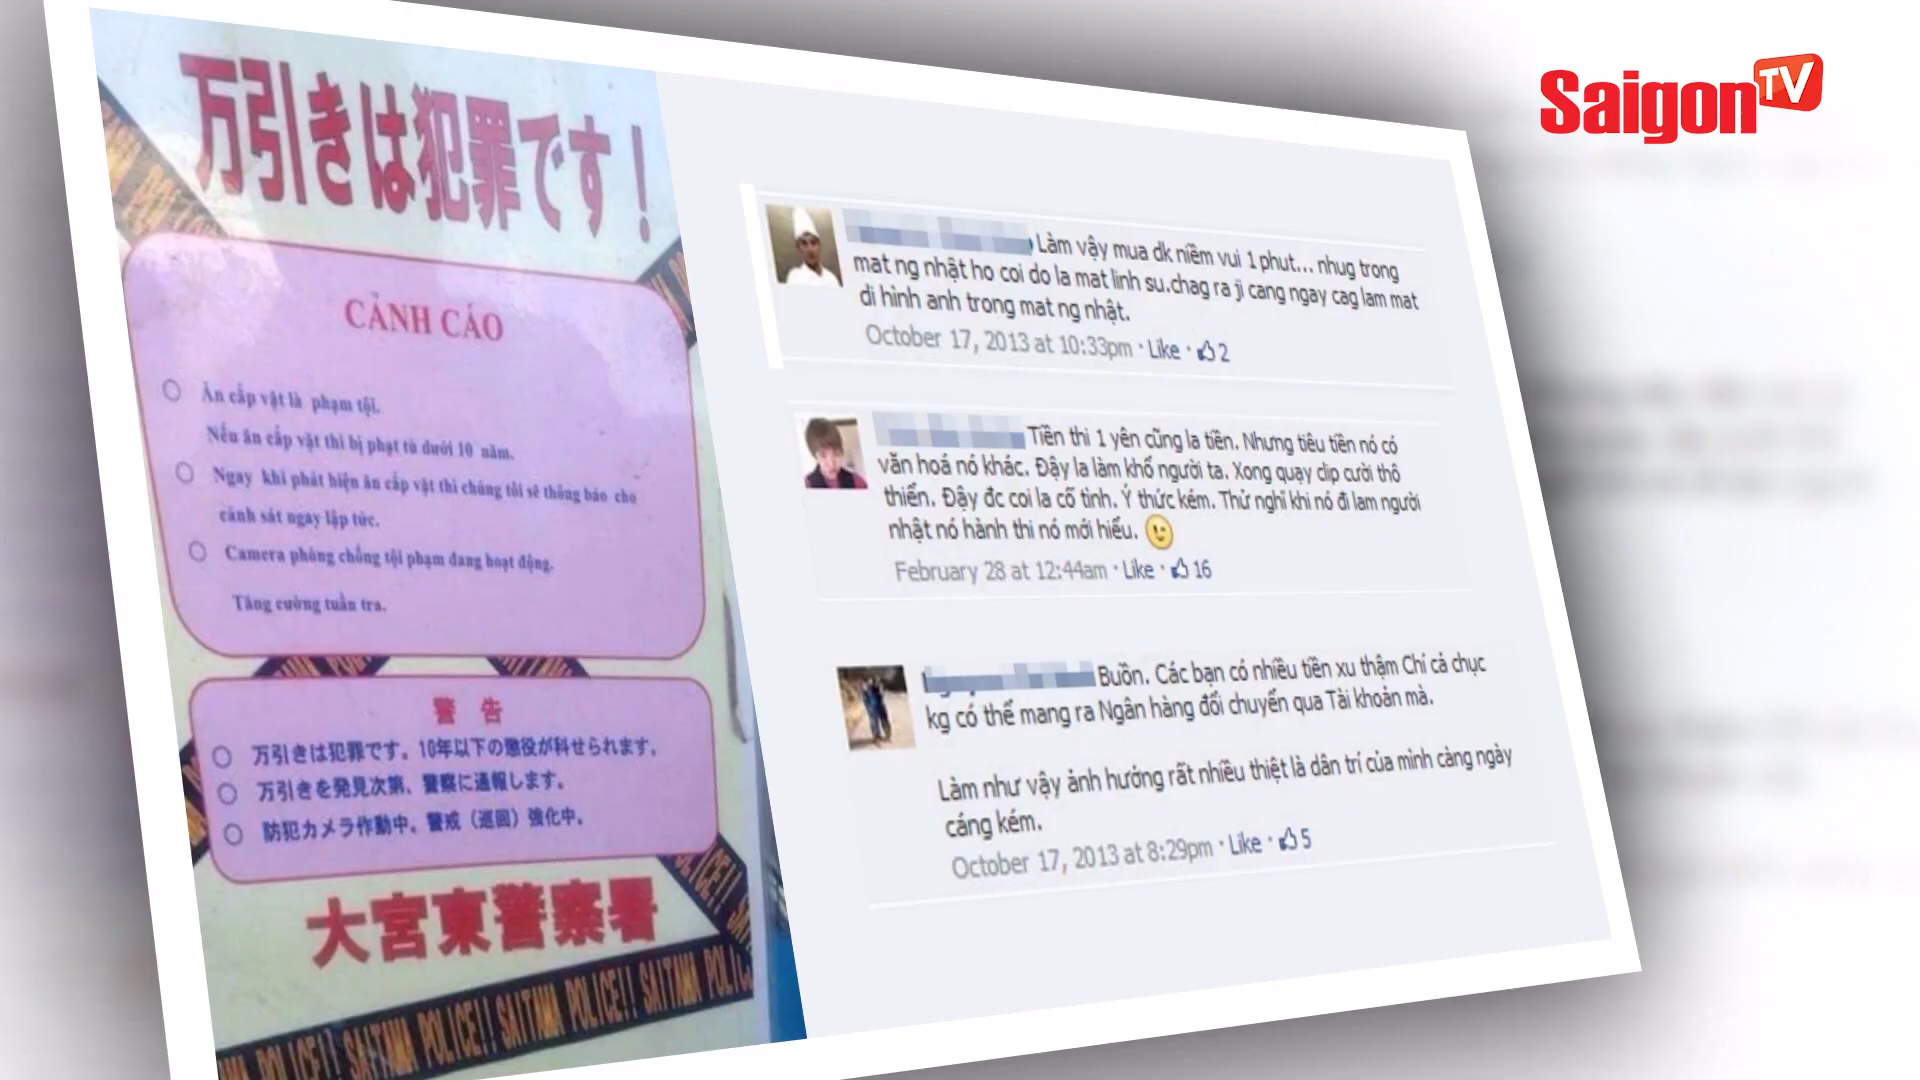 Saigon TV
万引きは犯罪です!
CẢNH CÁO
○ Ăn cắp vặt là phạm tội.
Nếu ăn cắp vặt thì bị phạt tù dưới 10 năm.
○ Ngay khi phát hiện ăn cắp vặt thì chúng tôi sẽ thông báo cho
cảnh sát ngay lập tức.
○ Camera phòng chống tội phạm đang hoạt động.
Tăng cường tuần tra.
警 告
○ 万引きは犯罪です。10年以下の懲役が科せられます。
○ 万引きを発見次第、警察に通報します。
○ 防犯カメラ作動中。警戒(巡回)強化中。
大宮東警察署
POLICE!! SAITAMA POLICE!! SAITAMA POLICE!! SAITAMA POLIC
Làm vậy mua dk niềm vui 1 phut... nhug trong
mat ng nhật ho coi do la mat linh su.chag ra ji cang ngay cag lam mat
di hình anh trong mat ng nhật.
October 17, 2013 at 10:33pm · Like · 2
Tiền thi 1 yên cũng la tiền. Nhưng tiêu tiền nó có
văn hoá nó khác. Đậy la làm khổ người ta. Xong quay clip cười thô
thiển. Đậy đc coi la cố tình. Ý thức kém. Thử nghĩ khi nó đi lam người
nhật nó hành thi nó mới hiểu. 😉
February 28 at 12:44am · Like · 16
Buồn. Các bạn có nhiều tiền xu thậm Chí cả chục
kg có thể mang ra Ngân hàng đổi chuyển qua Tài khoản mà.
Làm như vậy ảnh hưởng rất nhiều thiệt là dân trí của mình càng ngày
cáng kém.
October 17, 2013 at 8:29pm · Like · 5